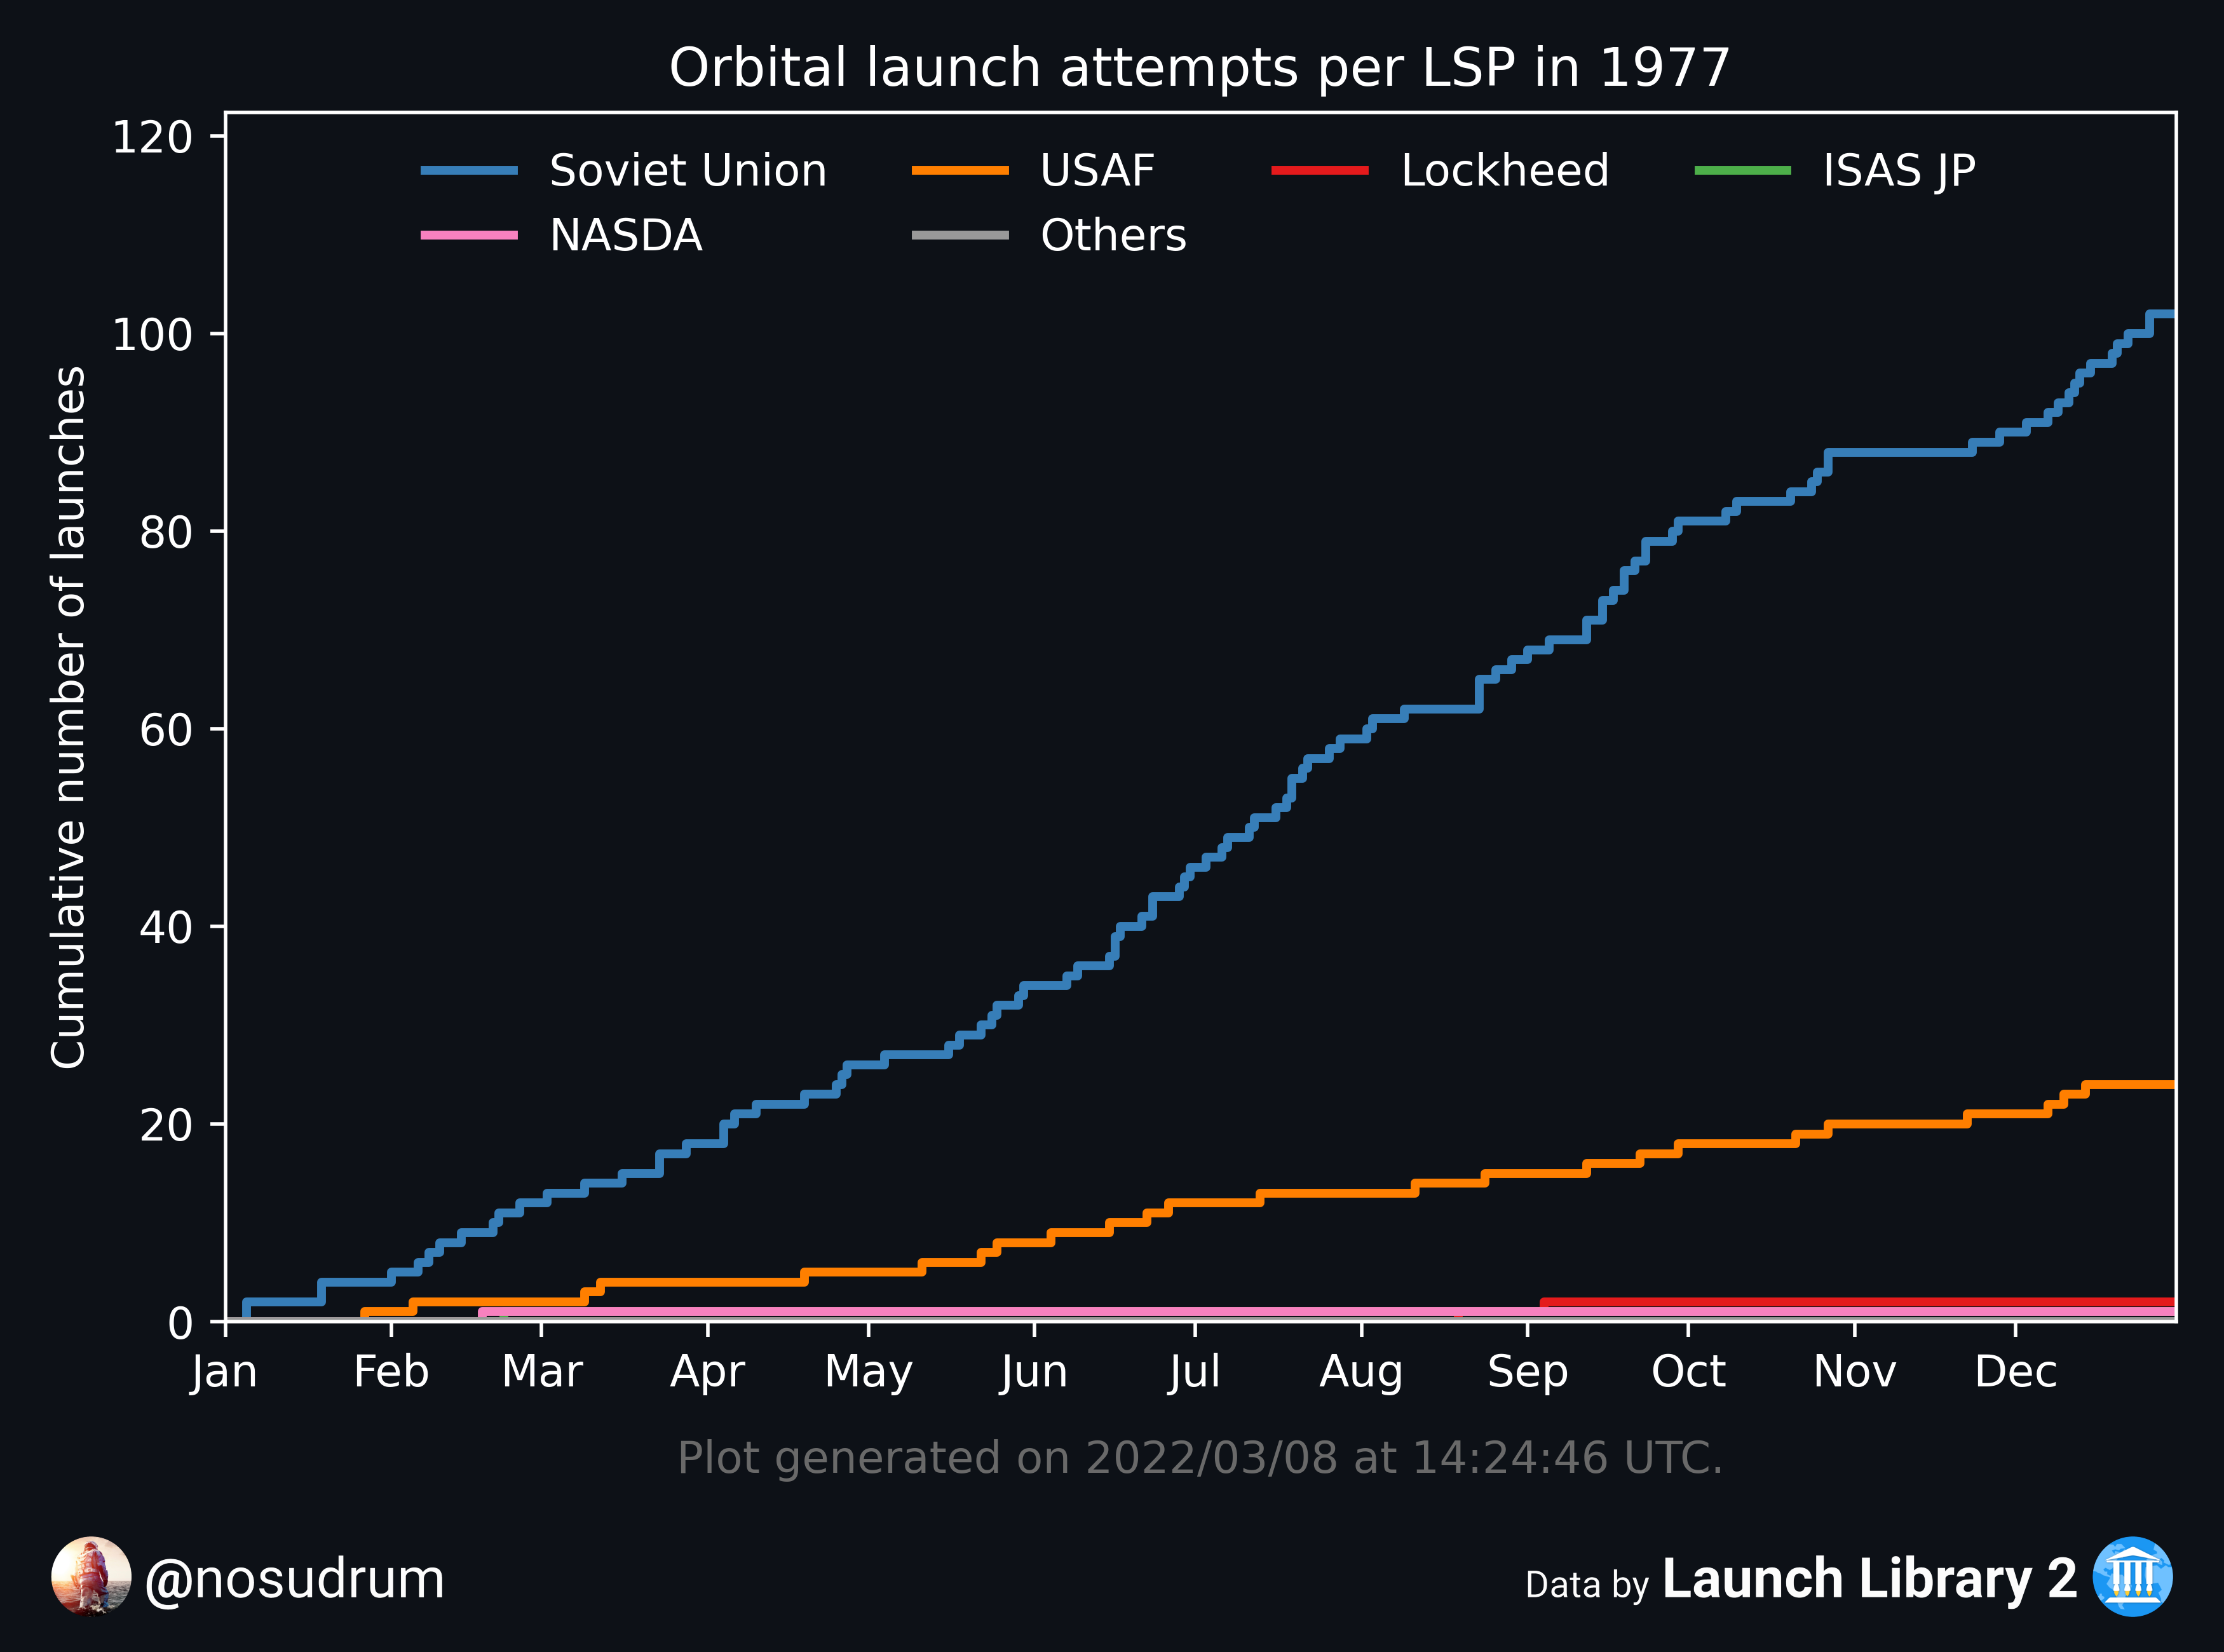 Orbital launch attempts per LSP in 1977
Soviet Union USAF Lockheed ISAS JP
NASDA Others
Cumulative number of launches
120
100
80
60
40
20
0
Jan Feb Mar Apr May Jun Jul Aug Sep Oct Nov Dec
Plot generated on 2022/03/08 at 14:24:46 UTC.
@nosudrum
Data by Launch Library 2